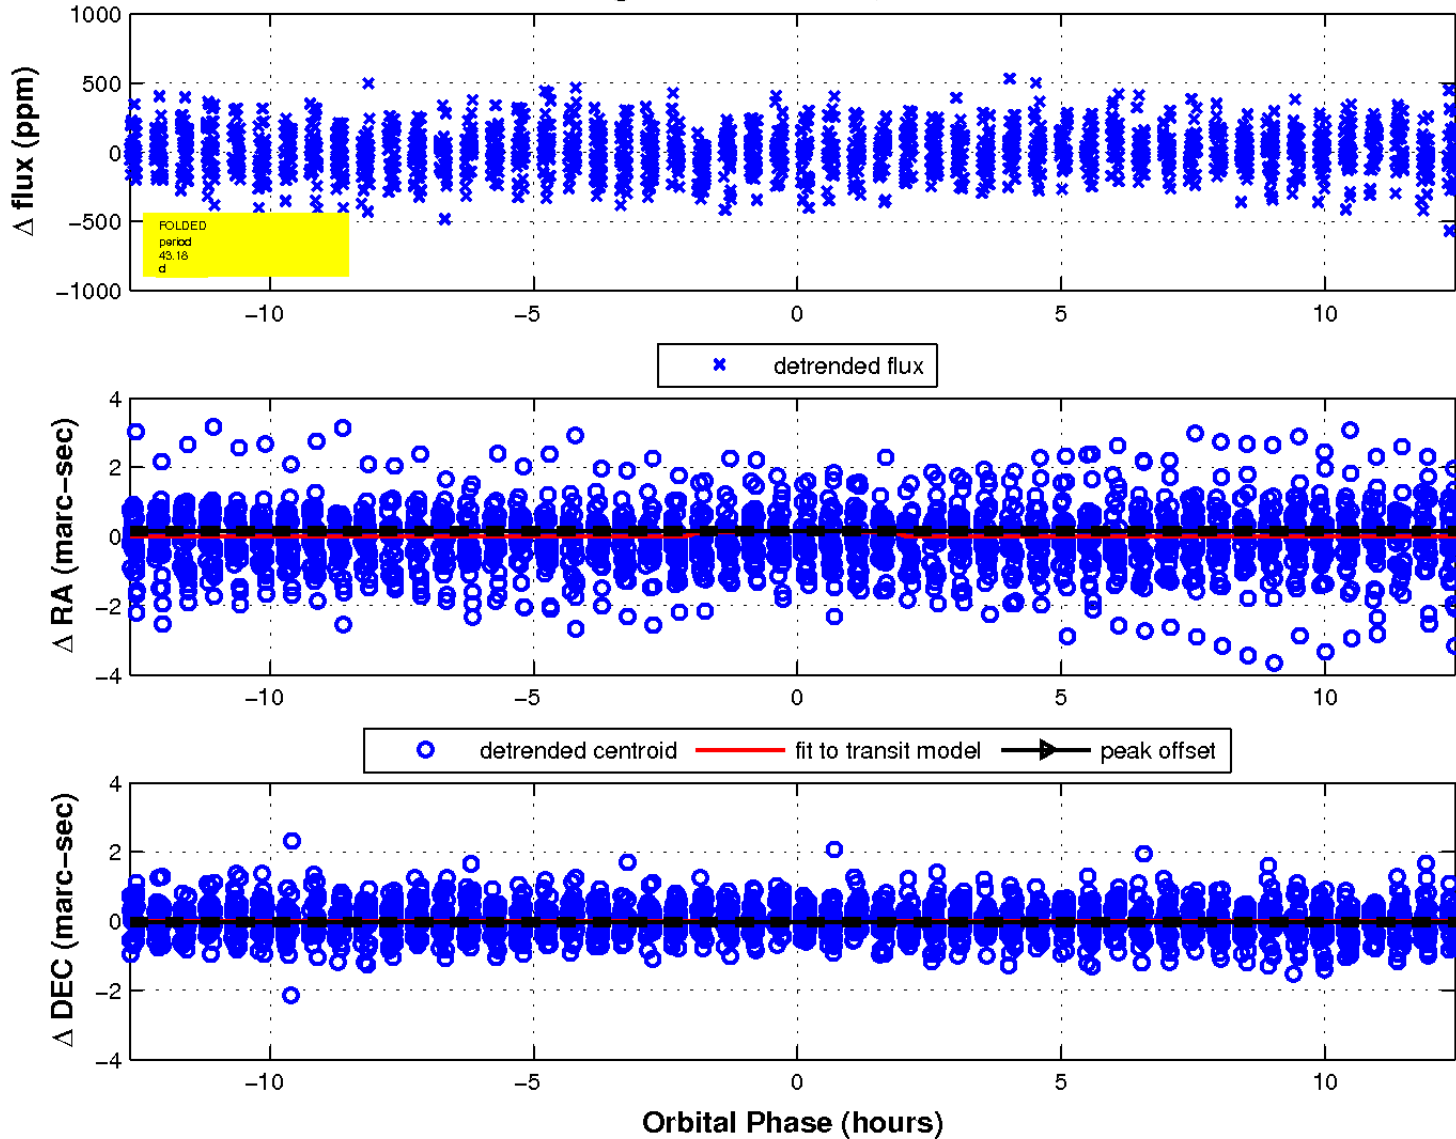 1000
500
0
−500
−1000
Δ flux (ppm)
FOLDED
period
43.18
d
−10
−5
0
5
10
detrended flux
4
2
0
−2
−4
Δ RA (marc−sec)
−10
−5
0
5
10
detrended centroid
fit to transit model
peak offset
4
2
0
−2
−4
Δ DEC (marc−sec)
−10
−5
0
5
10
Orbital Phase (hours)